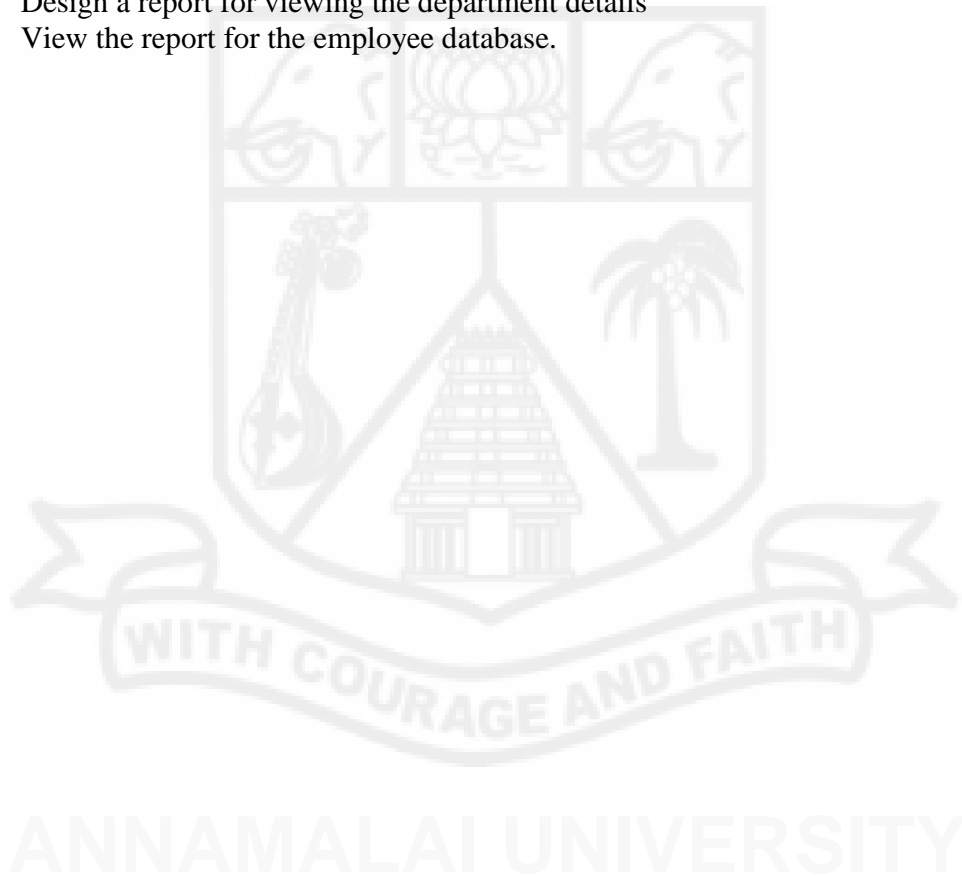 Design a report for viewing the department details
View the report for the employee database.
WITH COURAGE AND FAITH
ANNAMALAI UNIVERSITY